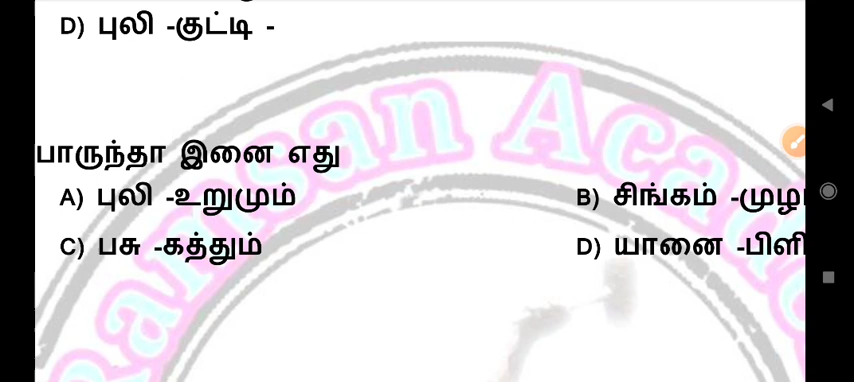 D) புலி -குட்டி -
பாருந்தா இனை எது
A) புலி -உறுமும் B) சிங்கம் -முழ
C) பசு -கத்தும் D) யானை -பிளி